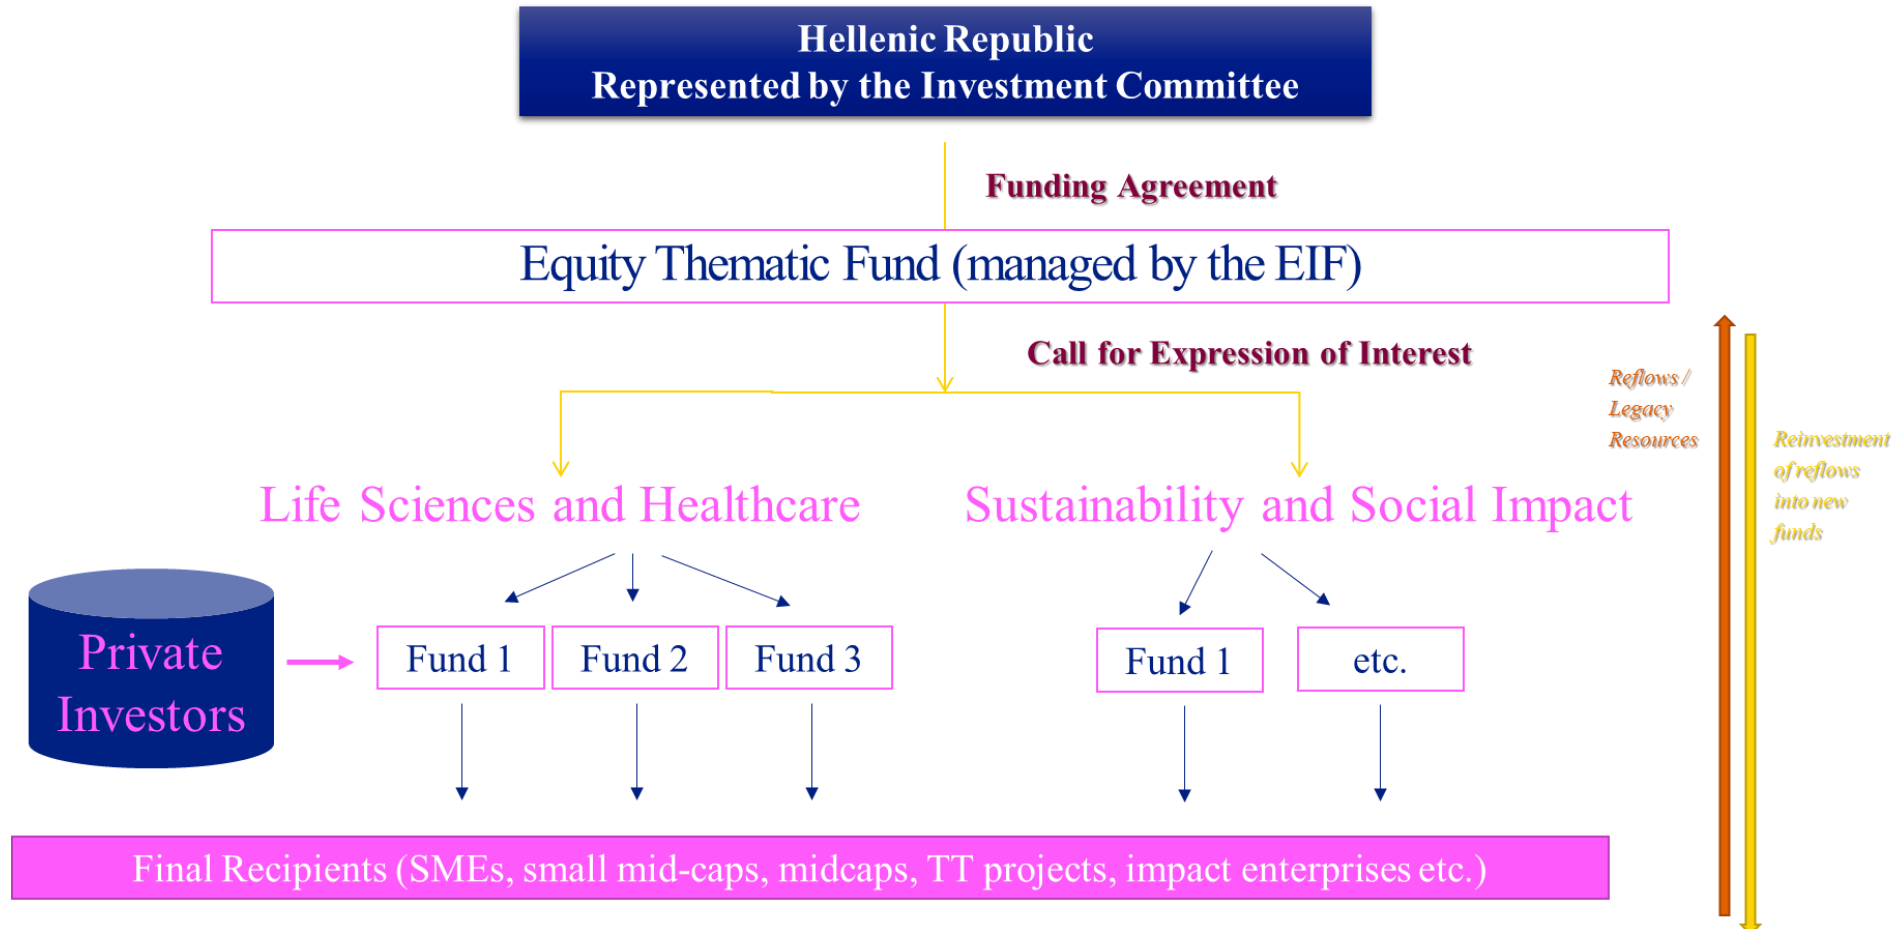 Hellenic Republic
Represented by the Investment Committee
Funding Agreement
Equity Thematic Fund (managed by the EIF)
Call for Expression of Interest
Reflows /
Legacy
Resources
Reinvestment
of reflows
into new
funds
Life Sciences and Healthcare
Sustainability and Social Impact
Private
Investors
Fund 1
Fund 2
Fund 3
Fund 1
etc.
Final Recipients (SMEs, small mid-caps, midcaps, TT projects, impact enterprises etc.)